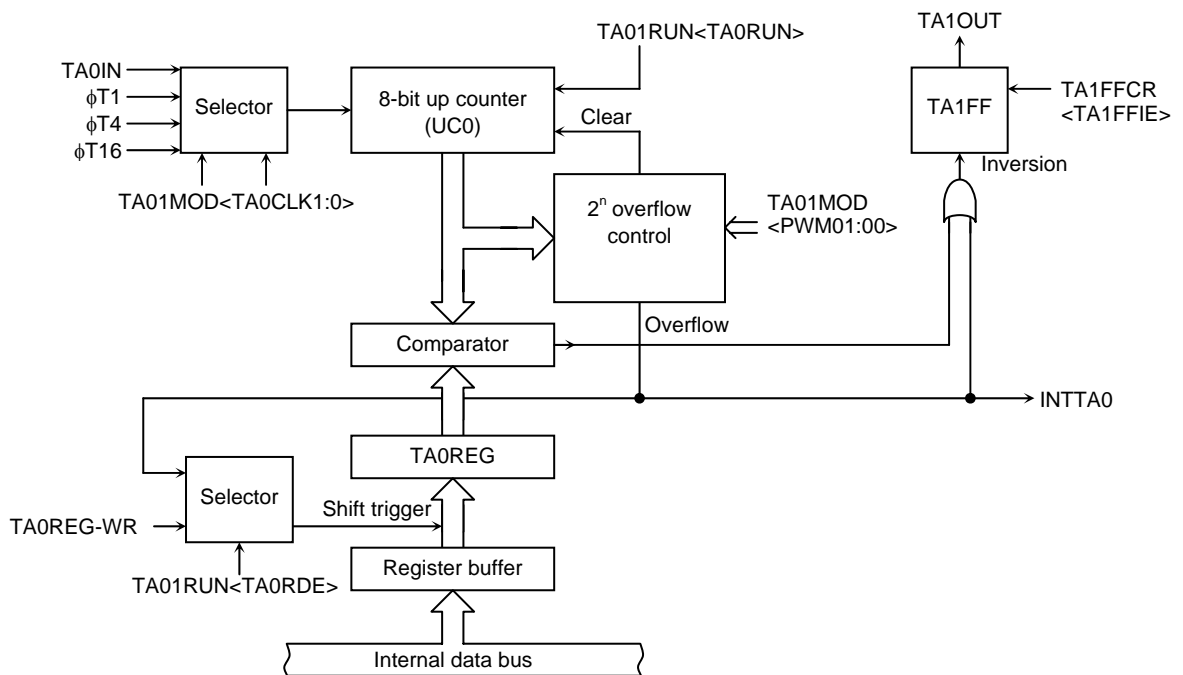 TA1OUT
TA01RUN<TA0RUN>
TA0IN
ϕT1
ϕT4
ϕT16
Selector
8-bit up counter
(UC0)
TA1FF
TA1FFCR
<TA1FFIE>
Clear
Inversion
TA01MOD<TA0CLK1:0>
2ⁿ overflow
control
TA01MOD
<PWM01:00>
Overflow
Comparator
INTTA0
TA0REG
Selector
Shift trigger
TA0REG-WR
Register buffer
TA01RUN<TA0RDE>
Internal data bus